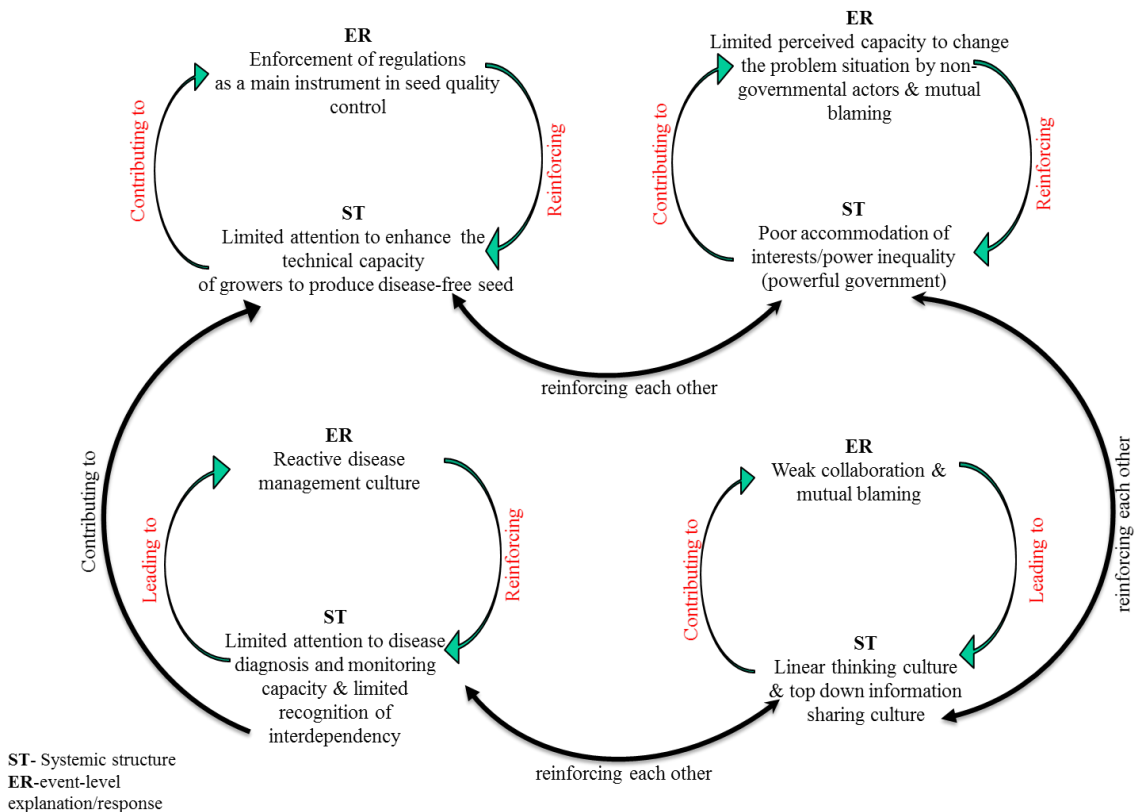 ER
Enforcement of regulations
as a main instrument in seed quality
control
Contributing to
Reinforcing
ST
Limited attention to enhance the
technical capacity
of growers to produce disease-free seed
ER
Limited perceived capacity to change
the problem situation by non-
governmental actors & mutual
blaming
Contributing to
Reinforcing
ST
Poor accommodation of
interests/power inequality
(powerful government)
reinforcing each other
Contributing to
reinforcing each other
ER
Reactive disease
management culture
Leading to
Reinforcing
ST
Limited attention to disease
diagnosis and monitoring
capacity & limited
recognition of
interdependency
ER
Weak collaboration &
mutual blaming
Contributing to
Leading to
ST
Linear thinking culture
& top down information
sharing culture
reinforcing each other
ST- Systemic structure
ER-event-level
explanation/response